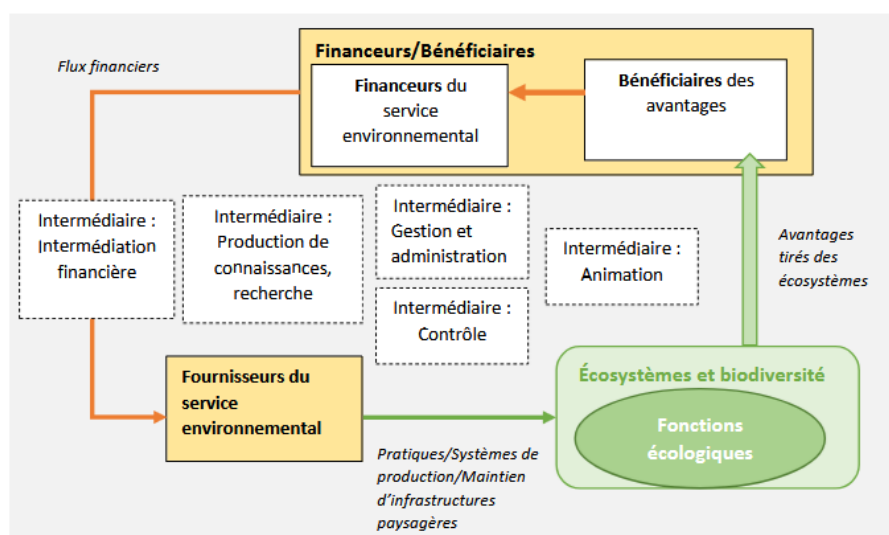 Flux financiers
Financeurs/Bénéficiaires
Financeurs du
service
environnemental
Bénéficiaires des
avantages
Intermédiaire :
Intermédiation
financière
Intermédiaire :
Production de
connaissances,
recherche
Intermédiaire :
Gestion et
administration
Intermédiaire :
Contrôle
Intermédiaire :
Animation
Avantages
tirés des
écosystèmes
Fournisseurs du
service
environnemental
Pratiques/Systèmes de
production/Maintien
d'infrastructures
paysagères
Écosystèmes et biodiversité
Fonctions
écologiques